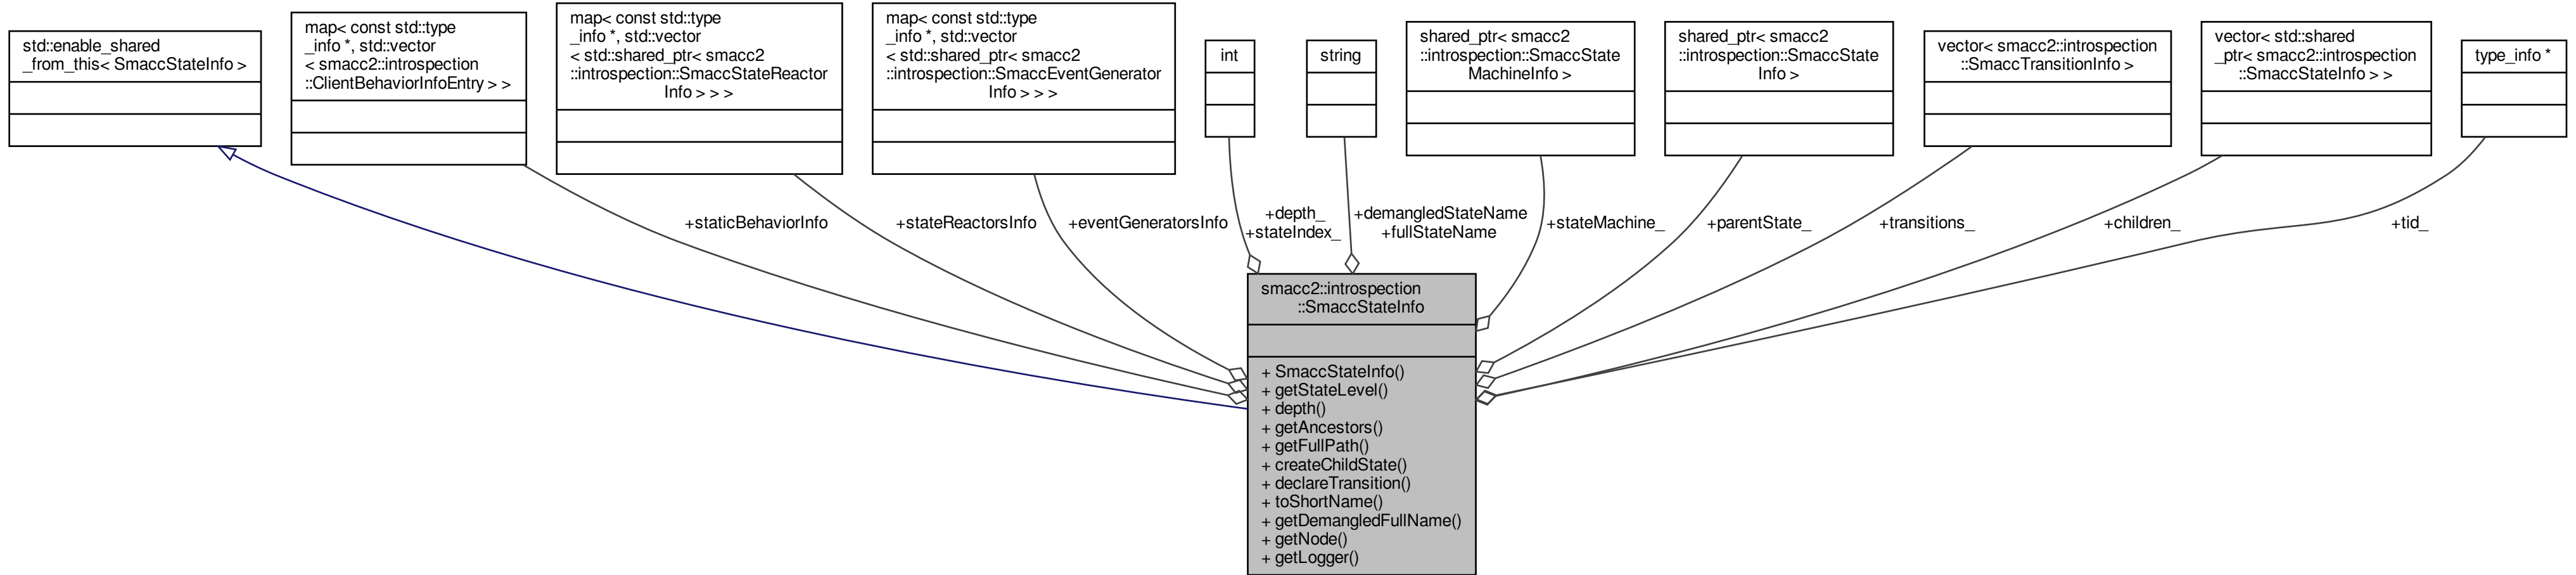 std::enable_shared
_from_this< SmaccStateInfo >
map< const std::type
_info *, std::vector
< smacc2::introspection
::ClientBehaviorInfoEntry > >
map< const std::type
_info *, std::vector
< std::shared_ptr< smacc2
::introspection::SmaccStateReactor
Info > > >
map< const std::type
_info *, std::vector
< std::shared_ptr< smacc2
::introspection::SmaccEventGenerator
Info > > >
int
string
shared_ptr< smacc2
::introspection::SmaccState
MachineInfo >
shared_ptr< smacc2
::introspection::SmaccState
Info >
vector< smacc2::introspection
::SmaccTransitionInfo >
vector< std::shared
_ptr< smacc2::introspection
::SmaccStateInfo > >
type_info *
+staticBehaviorInfo
+stateReactorsInfo
+eventGeneratorsInfo
+depth_
+stateIndex_
+demangledStateName
+fullStateName
+stateMachine_
+parentState_
+transitions_
+children_
+tid_
smacc2::introspection
::SmaccStateInfo
+ SmaccStateInfo()
+ getStateLevel()
+ depth()
+ getAncestors()
+ getFullPath()
+ createChildState()
+ declareTransition()
+ toShortName()
+ getDemangledFullName()
+ getNode()
+ getLogger()